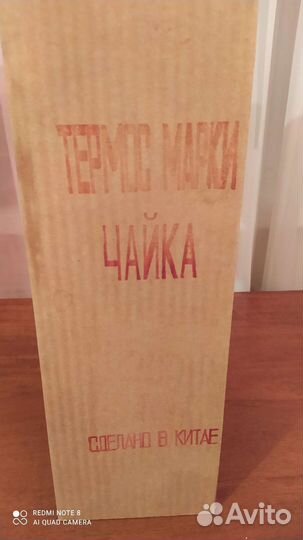 ТЕРМОС МАРКИ
ЧАЙКА
СДЕЛАНО В КИТАЕ
REDMI NOTE 8
AI QUAD CAMERA
Avito